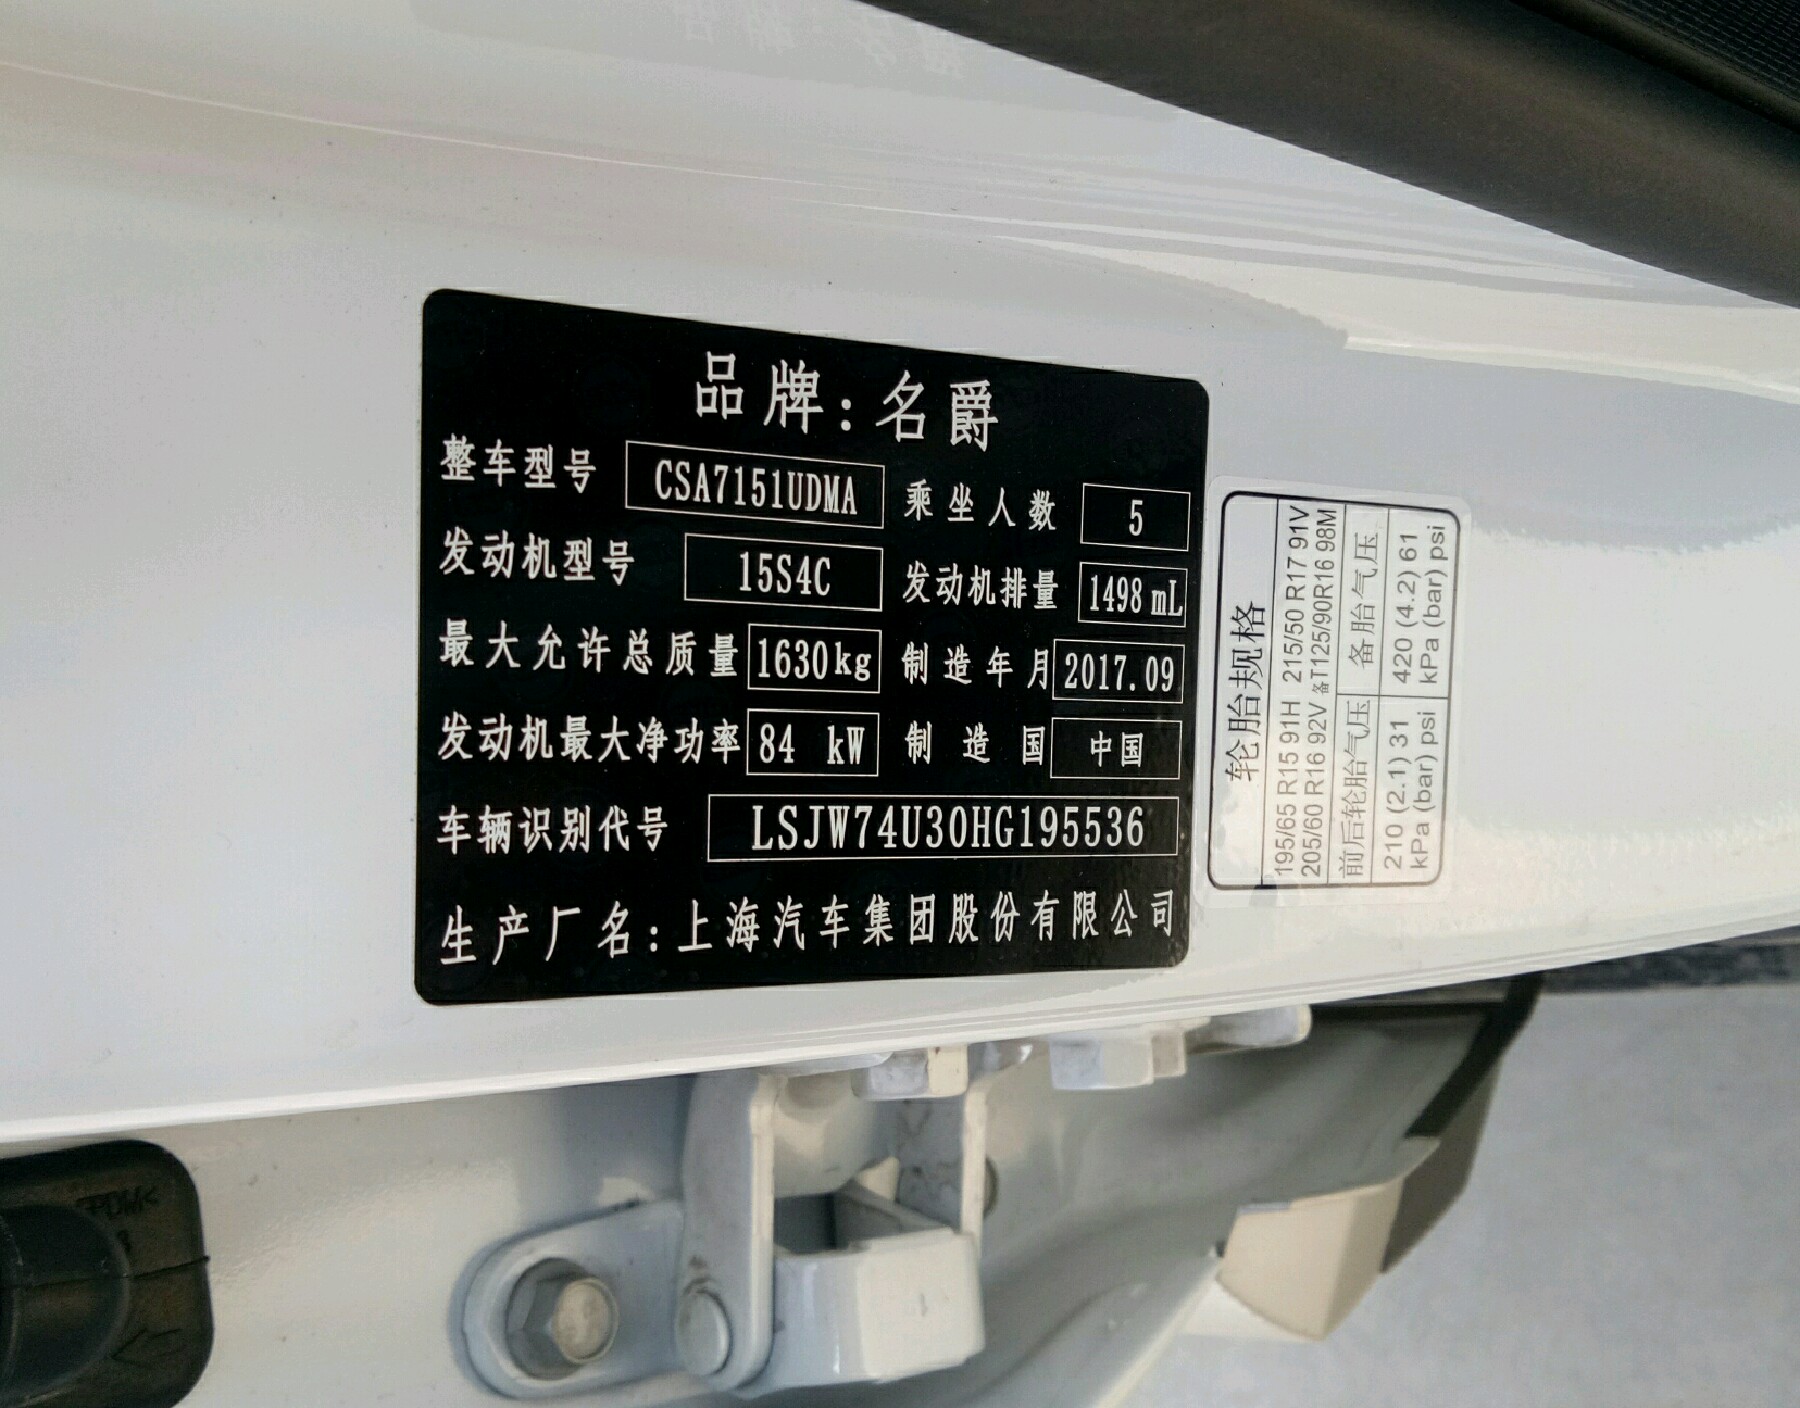 品牌:名爵
整车型号 CSA7151UDMA 乘坐人数 5
发动机型号 15S4C 发动机排量 1498 mL
最大允许总质量 1630kg 制造年月 2017.09
发动机最大净功率 84 kW 制造国 中国
车辆识别代号 LSJW74U30HG195536
生产厂名:上海汽车集团股份有限公司
轮胎规格
195/65 R15 91H 215/50 R17 91V
205/60 R16 92V 备T125/90R16 98M
前后轮胎气压 备胎气压
210 (2.1) 31 420 (4.2) 61
kPa (bar) psi kPa (bar) psi